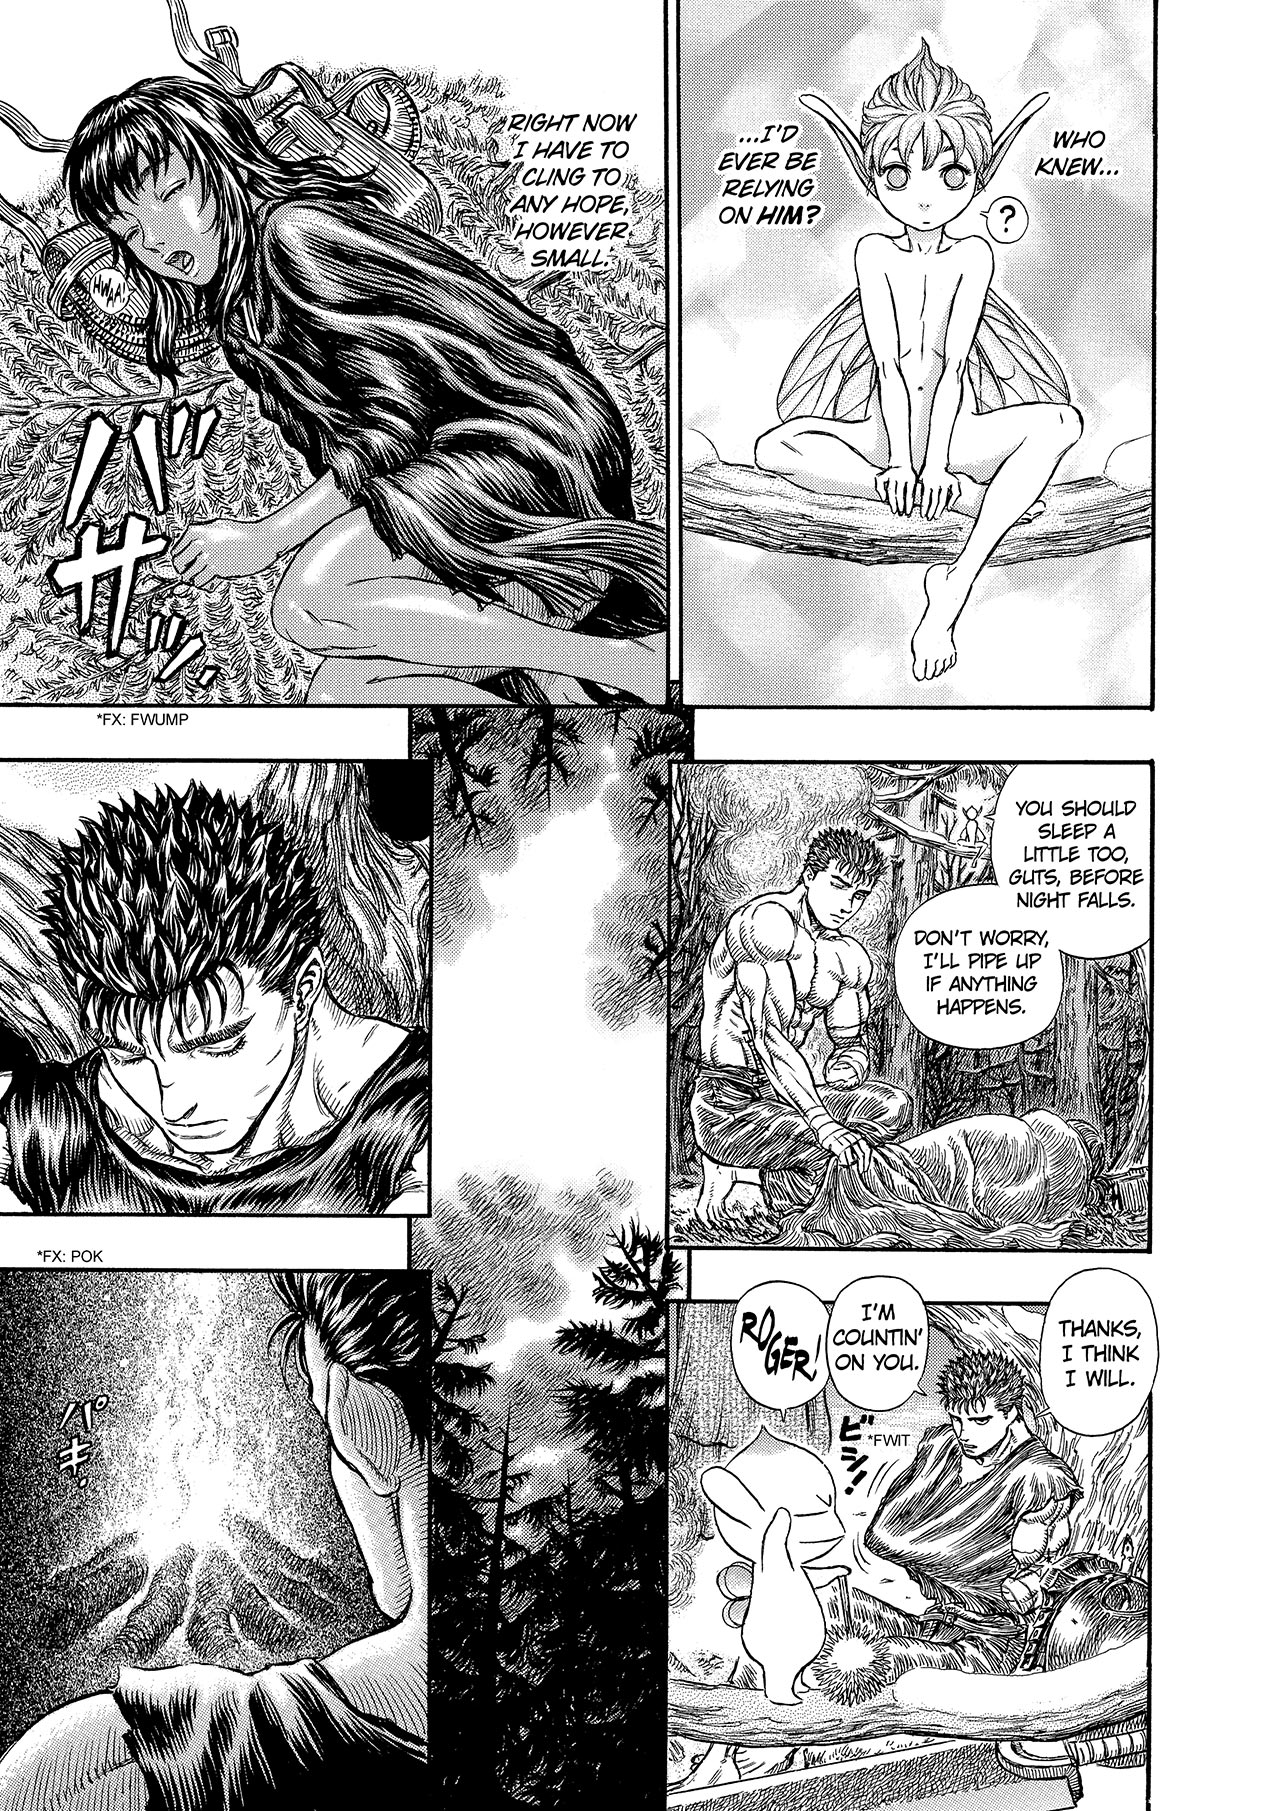 WHO
KNEW...
?
...I'D
EVER BE
RELYING
ON HIM?
RIGHT NOW
I HAVE TO
CLING TO
ANY HOPE,
HOWEVER
SMALL.
HWAA!
バサッ
*FX: FWUMP
YOU SHOULD
SLEEP A
LITTLE TOO,
GUTS, BEFORE
NIGHT FALLS.
DON'T WORRY,
I'LL PIPE UP
IF ANYTHING
HAPPENS.
THANKS,
I THINK
I WILL.
I'M
COUNTIN'
ON YOU.
ROGER!
ビシ!
*FWIT
*FX: POK
パキ